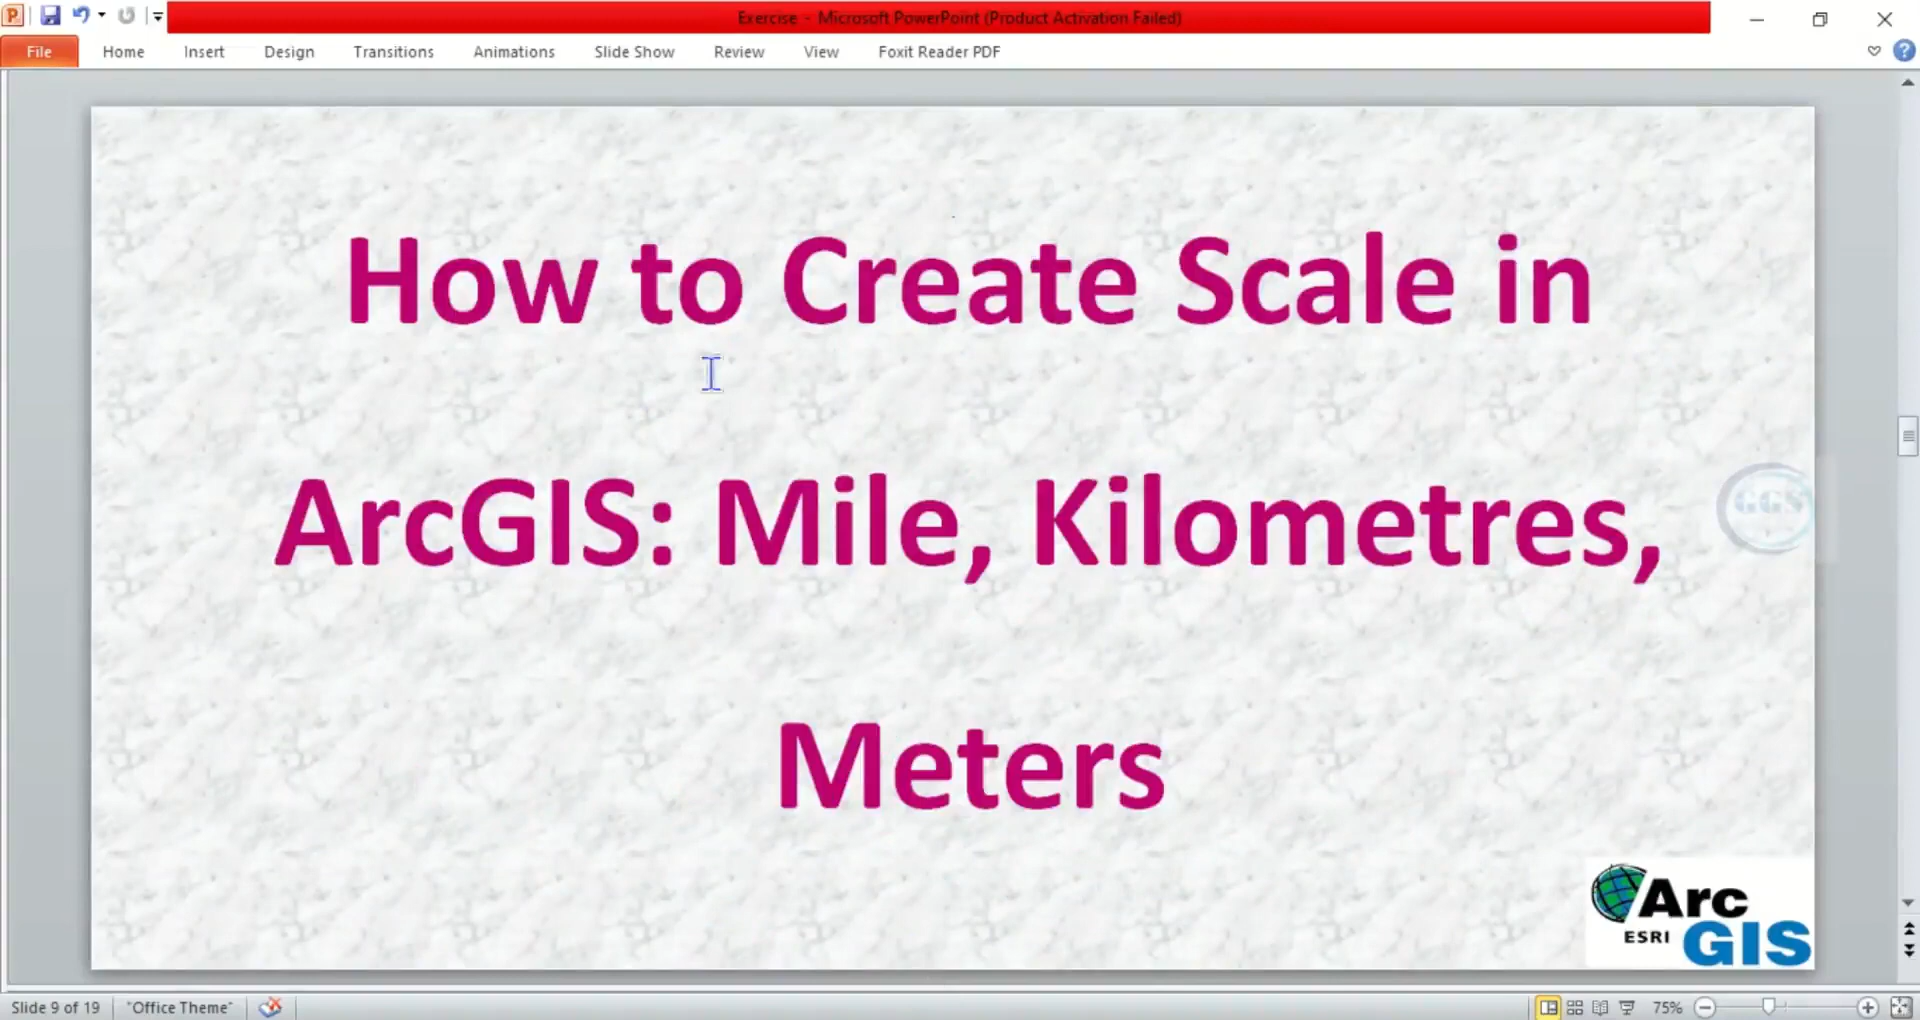 Exercise - Microsoft PowerPoint (Product Activation Failed)
File Home Insert Design Transitions Animations Slide Show Review View Foxit Reader PDF
How to Create Scale in
ArcGIS: Mile, Kilometres,
Meters
GGS
Arc
ESRI GIS
Slide 9 of 19 "Office Theme" 75%